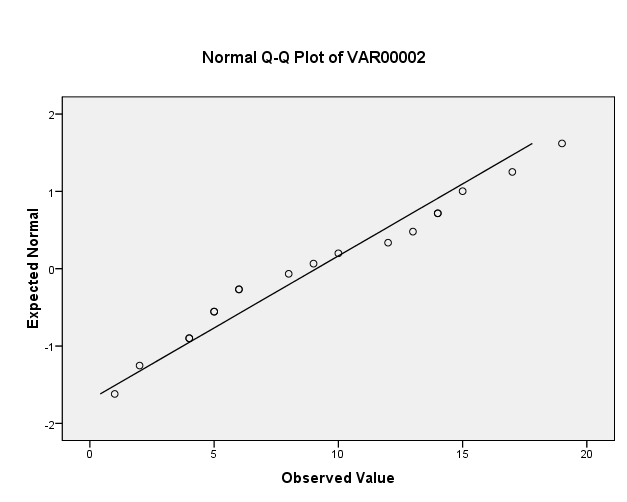 Normal Q-Q Plot of VAR00002
Expected Normal
2
1
0
-1
-2
0 5 10 15 20
Observed Value